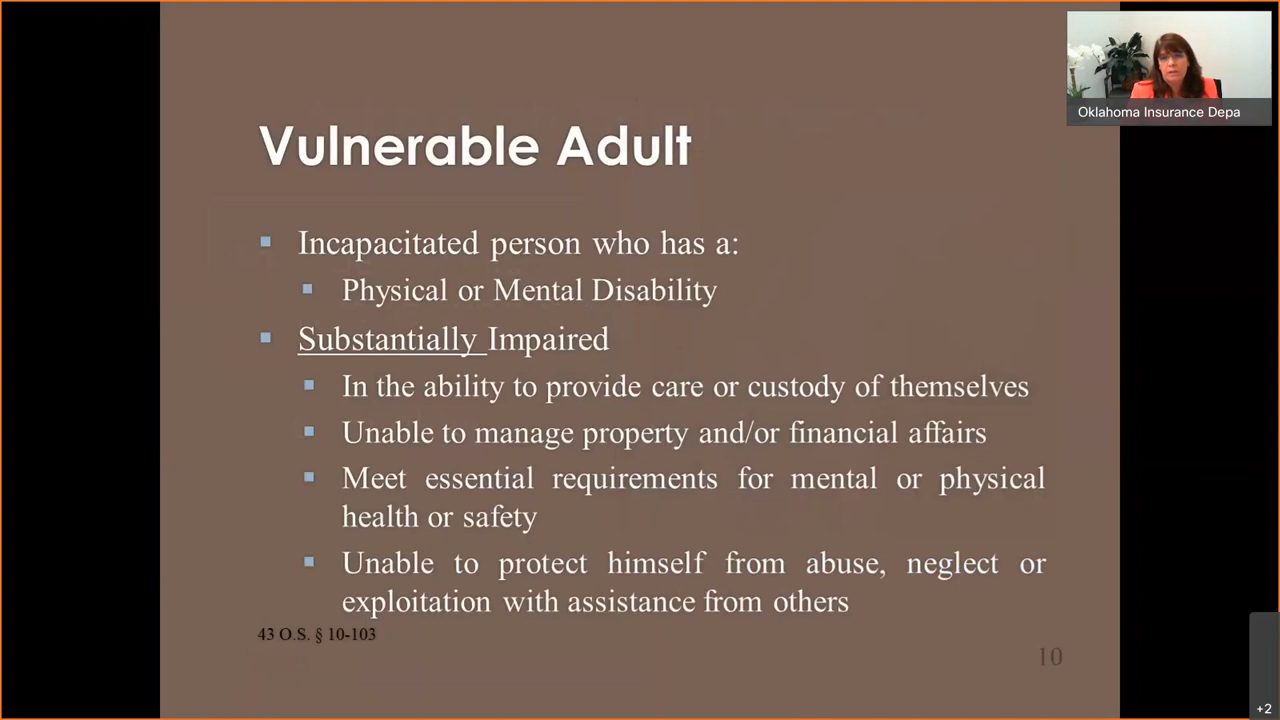 Vulnerable Adult
Incapacitated person who has a:
Physical or Mental Disability
Substantially Impaired
In the ability to provide care or custody of themselves
Unable to manage property and/or financial affairs
Meet essential requirements for mental or physical
health or safety
Unable to protect himself from abuse, neglect or
exploitation with assistance from others
43 O.S. § 10-103
10
Oklahoma Insurance Depa
+2